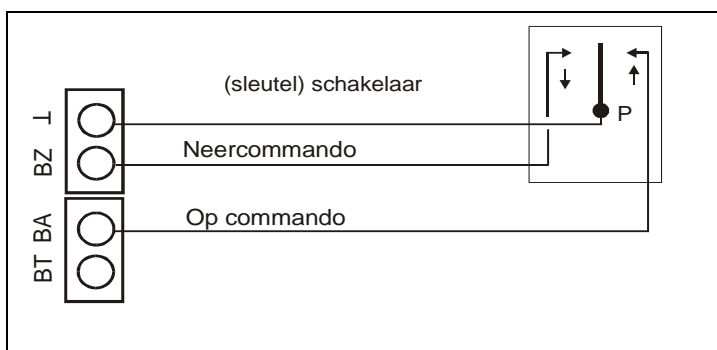 (sleutel) schakelaar
P
⊥
BZ
Neercommando
BA
Op commando
BT